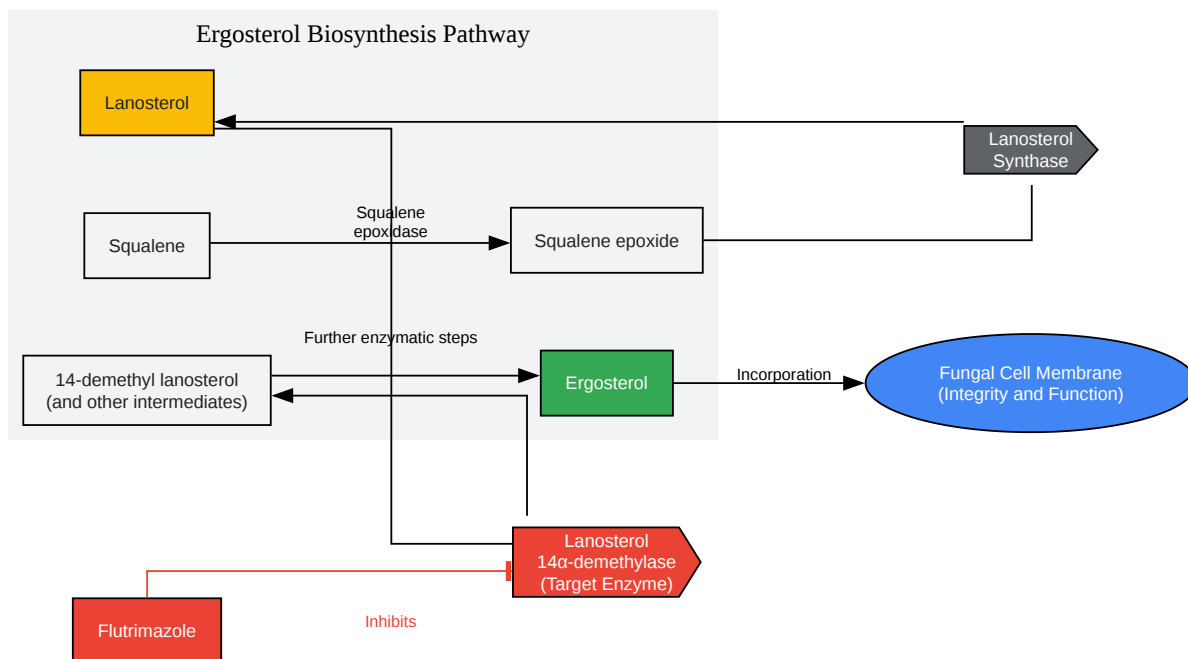 Ergosterol Biosynthesis Pathway
Lanosterol
Lanosterol
Synthase
Squalene
Squalene
epoxidase
Squalene epoxide
Further enzymatic steps
14-demethyl lanosterol
(and other intermediates)
Ergosterol
Incorporation
Fungal Cell Membrane
(Integrity and Function)
Lanosterol
14α-demethylase
(Target Enzyme)
Flutrimazole
Inhibits